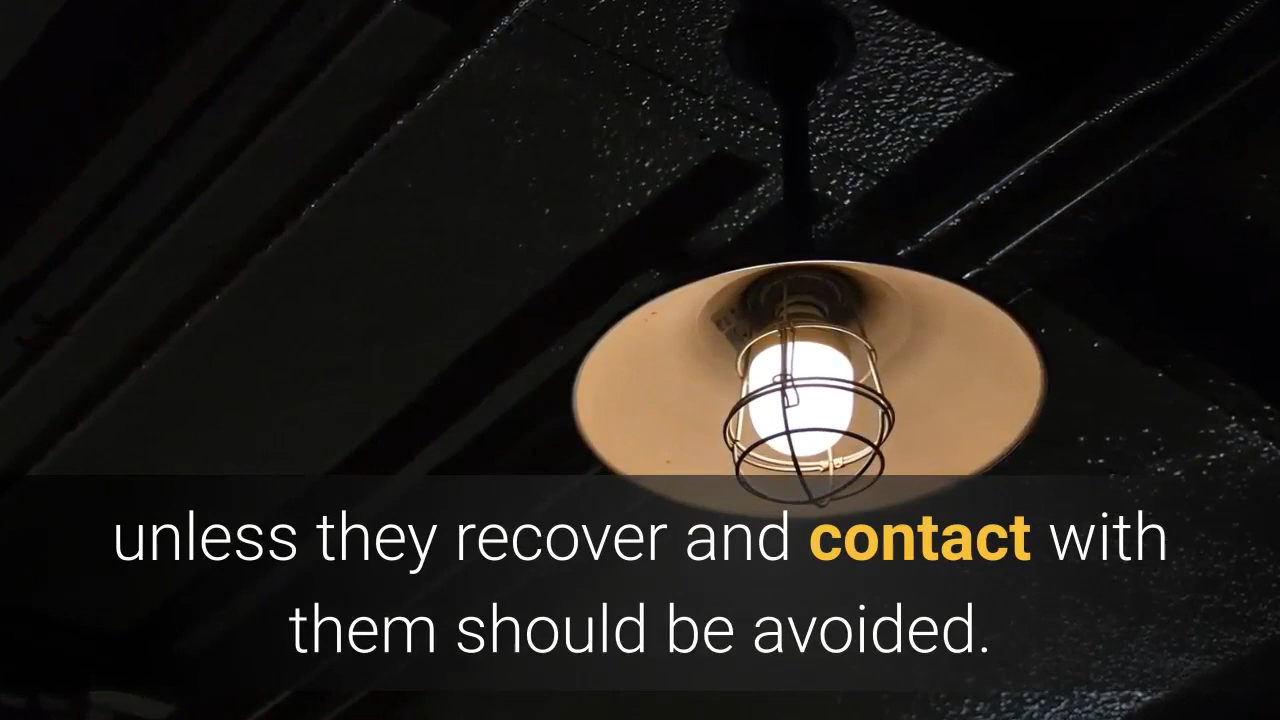 unless they recover and contact with
them should be avoided.